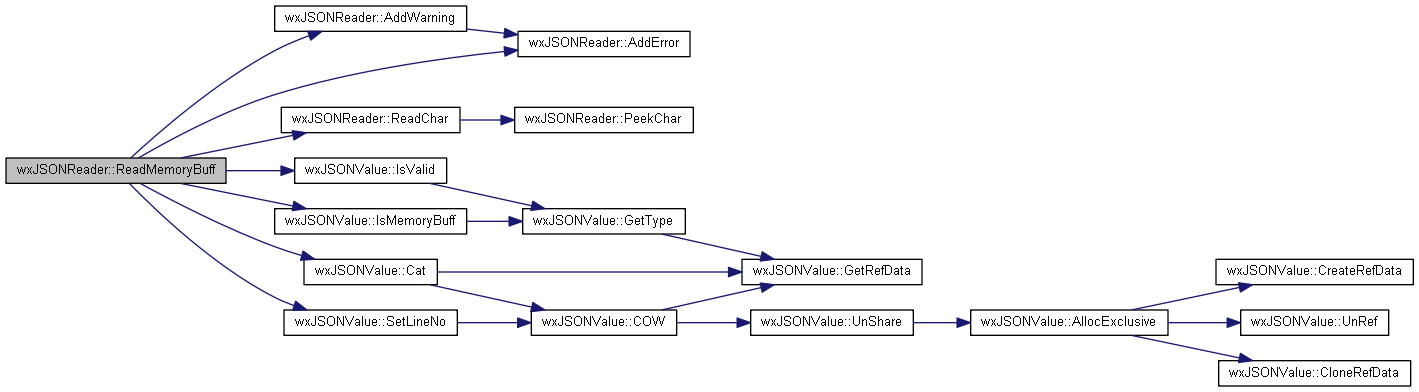 wxJSONReader::AddWarning
wxJSONReader::AddError
wxJSONReader::ReadChar
wxJSONReader::PeekChar
wxJSONReader::ReadMemoryBuff
wxJSONValue::IsValid
wxJSONValue::IsMemoryBuff
wxJSONValue::GetType
wxJSONValue::Cat
wxJSONValue::GetRefData
wxJSONValue::CreateRefData
wxJSONValue::SetLineNo
wxJSONValue::COW
wxJSONValue::UnShare
wxJSONValue::AllocExclusive
wxJSONValue::UnRef
wxJSONValue::CloneRefData